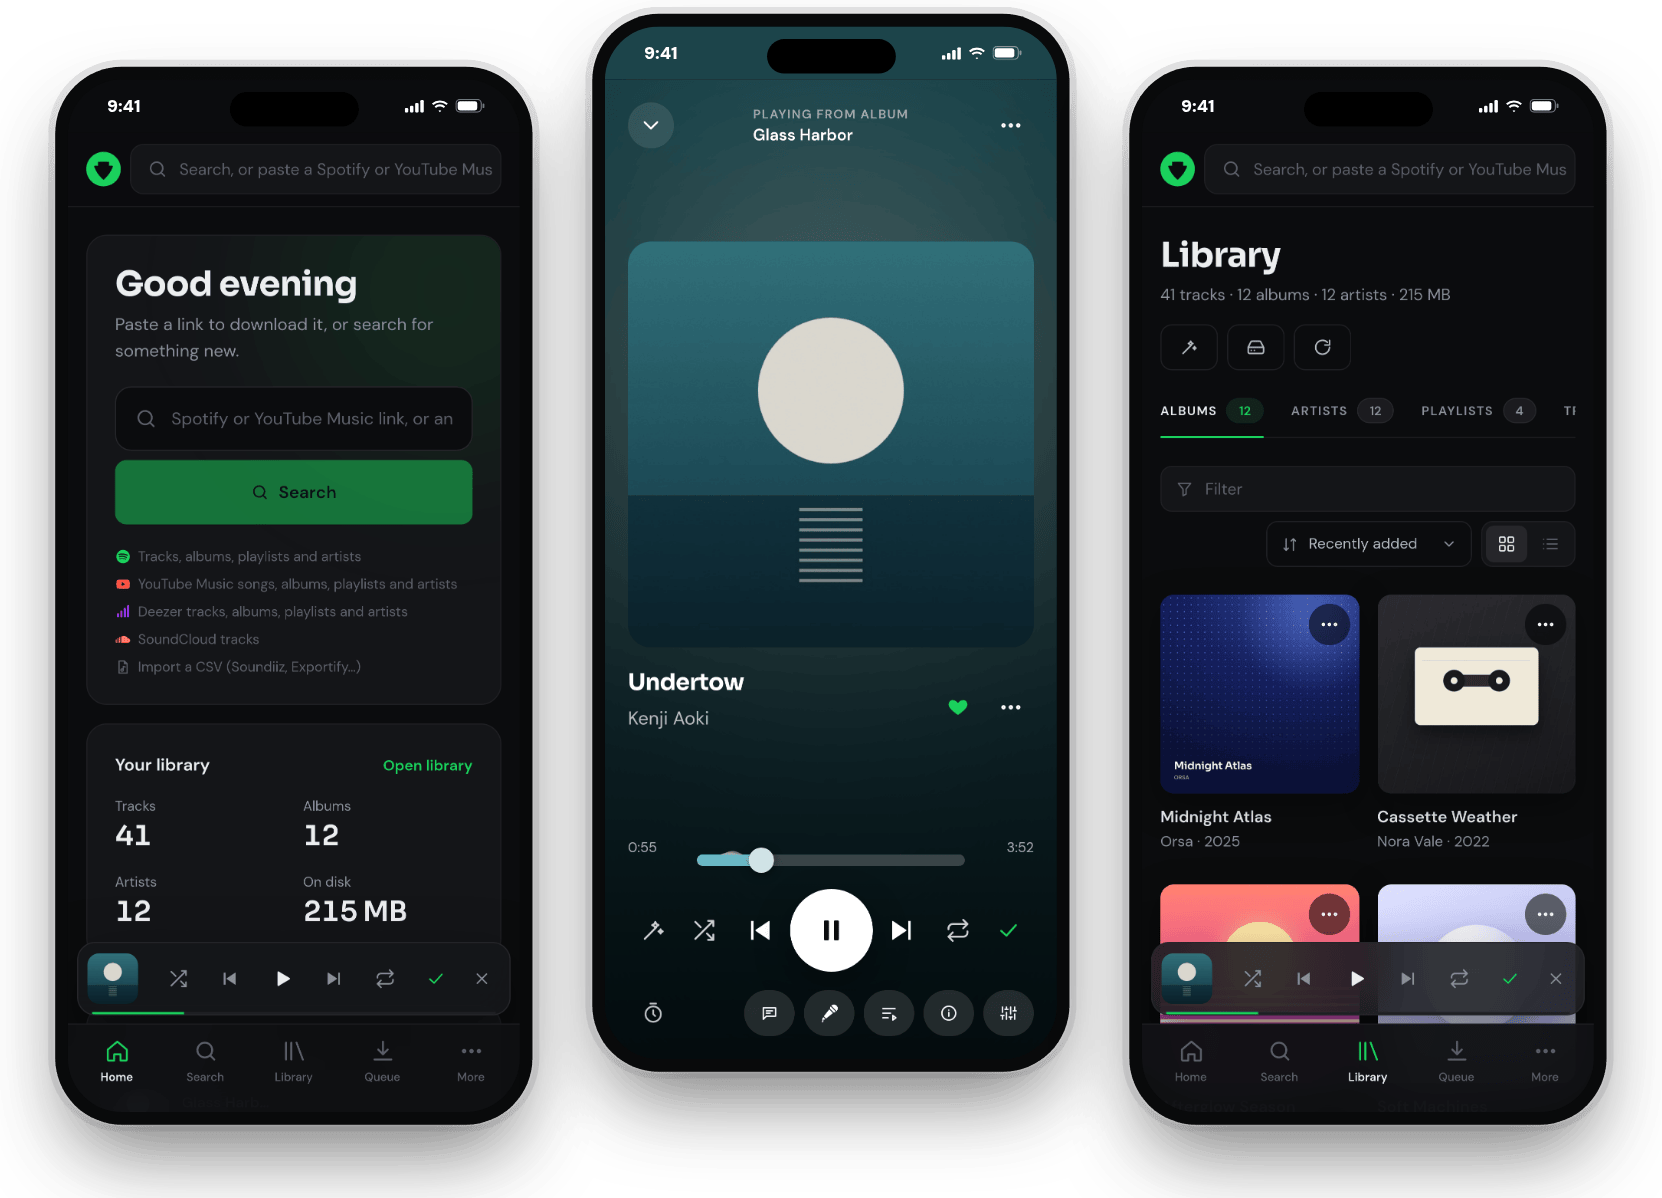 9:41
Search, or paste a Spotify or YouTube Mus
Good evening
Paste a link to download it, or search for
something new.
Spotify or YouTube Music link, or an
Search
Tracks, albums, playlists and artists
YouTube Music songs, albums, playlists and artists
Deezer tracks, albums, playlists and artists
SoundCloud tracks
Import a CSV (Soundiiz, Exportify...)
Your library
Open library
Tracks
Albums
41
12
Artists
On disk
12
215 MB
Home
Search
Library
Queue
More
9:41
PLAYING FROM ALBUM
Glass Harbor
Undertow
Kenji Aoki
0:55
3:52
9:41
Search, or paste a Spotify or YouTube Mus
Library
41 tracks · 12 albums · 12 artists · 215 MB
ALBUMS 12
ARTISTS 12
PLAYLISTS 4
Filter
Recently added
Midnight Atlas
ORSA
Midnight Atlas
Orsa · 2025
Cassette Weather
Nora Vale · 2022
Home
Search
Library
Queue
More